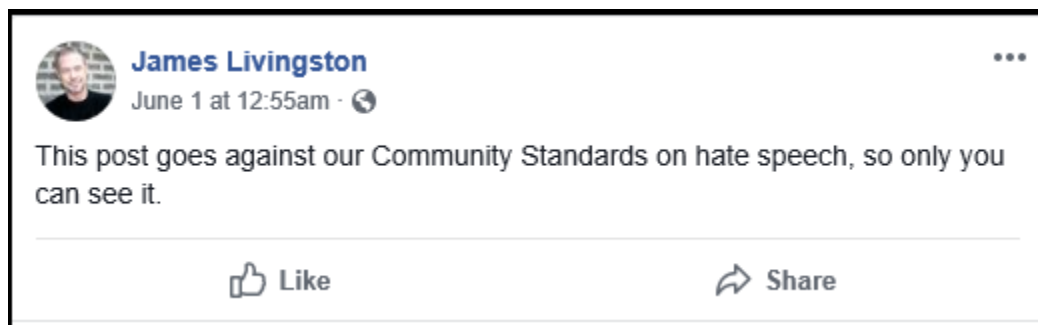 James Livingston
June 1 at 12:55am ·
This post goes against our Community Standards on hate speech, so only you
can see it.
Like
Share